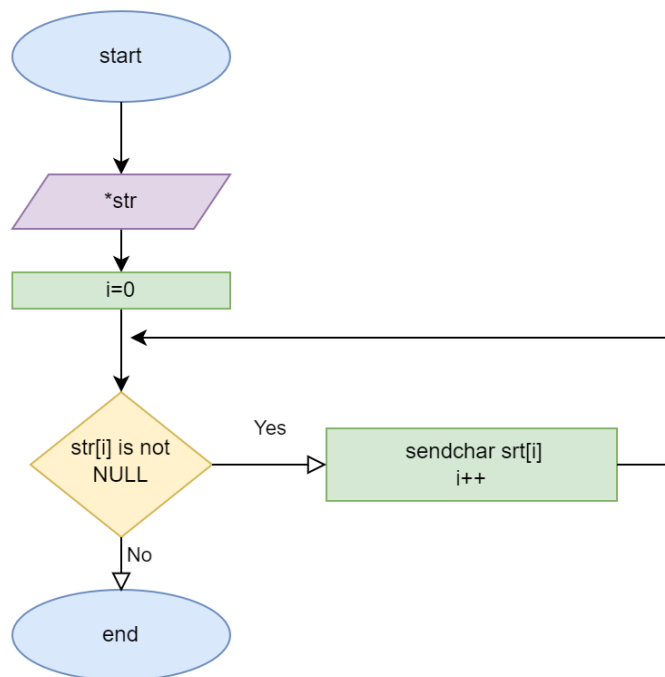 start
*str
i=0
str[i] is not
NULL
Yes
sendchar srt[i]
i++
No
end